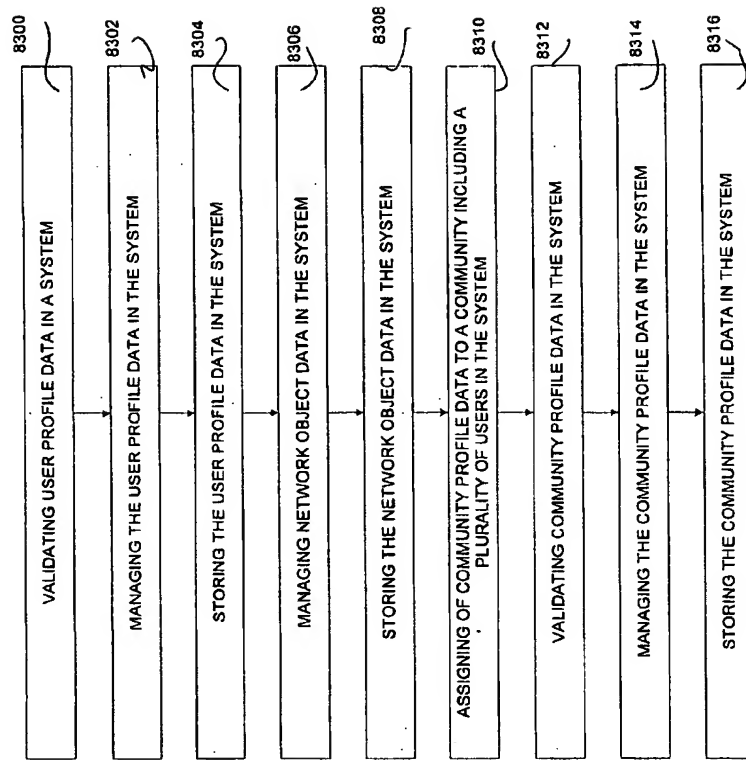 8300
VALIDATING USER PROFILE DATA IN A SYSTEM
8302
MANAGING THE USER PROFILE DATA IN THE SYSTEM
8304
STORING THE USER PROFILE DATA IN THE SYSTEM
8306
MANAGING NETWORK OBJECT DATA IN THE SYSTEM
8308
STORING THE NETWORK OBJECT DATA IN THE SYSTEM
8310
ASSIGNING OF COMMUNITY PROFILE DATA TO A COMMUNITY INCLUDING A
PLURALITY OF USERS IN THE SYSTEM
8312
VALIDATING COMMUNITY PROFILE DATA IN THE SYSTEM
8314
MANAGING THE COMMUNITY PROFILE DATA IN THE SYSTEM
8316
STORING THE COMMUNITY PROFILE DATA IN THE SYSTEM